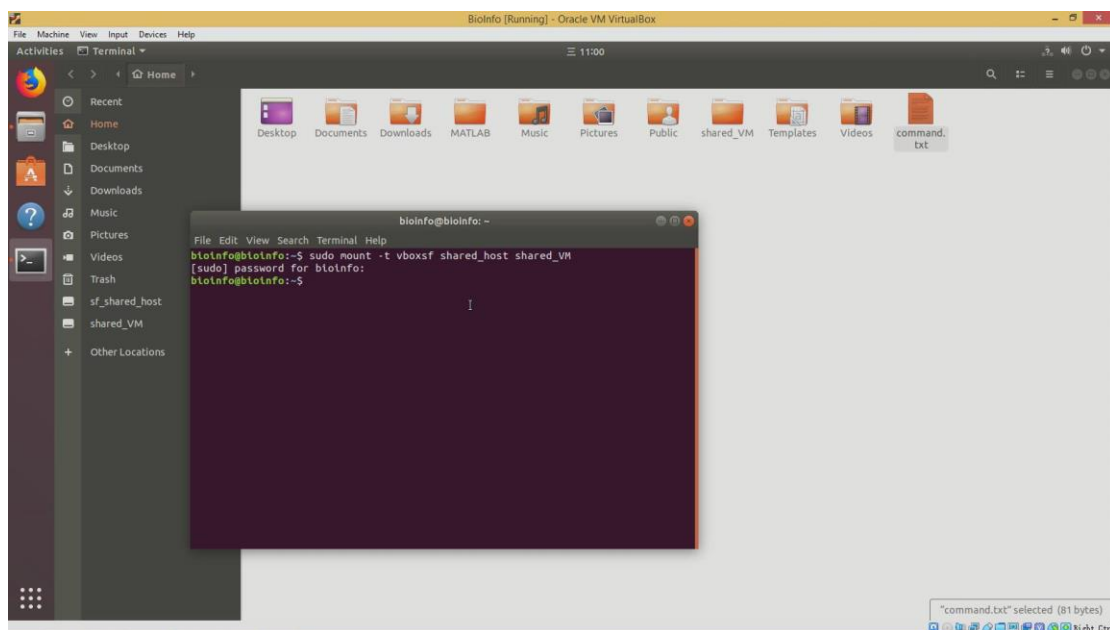 BioInfo [Running] - Oracle VM VirtualBox
File Machine View Input Devices Help
Activities Terminal 三 11:00
Home
Recent
Home
Desktop
Documents
Downloads
Music
Pictures
Videos
Trash
sf_shared_host
shared_VM
Other Locations
Desktop Documents Downloads MATLAB Music Pictures Public shared_VM Templates Videos command.
txt
bioinfo@bioinfo: ~
File Edit View Search Terminal Help
bioinfo@bioinfo:~$ sudo mount -t vboxsf shared_host shared_VM
[sudo] password for bioinfo:
bioinfo@bioinfo:~$
"command.txt" selected (81 bytes)
Right Ctr